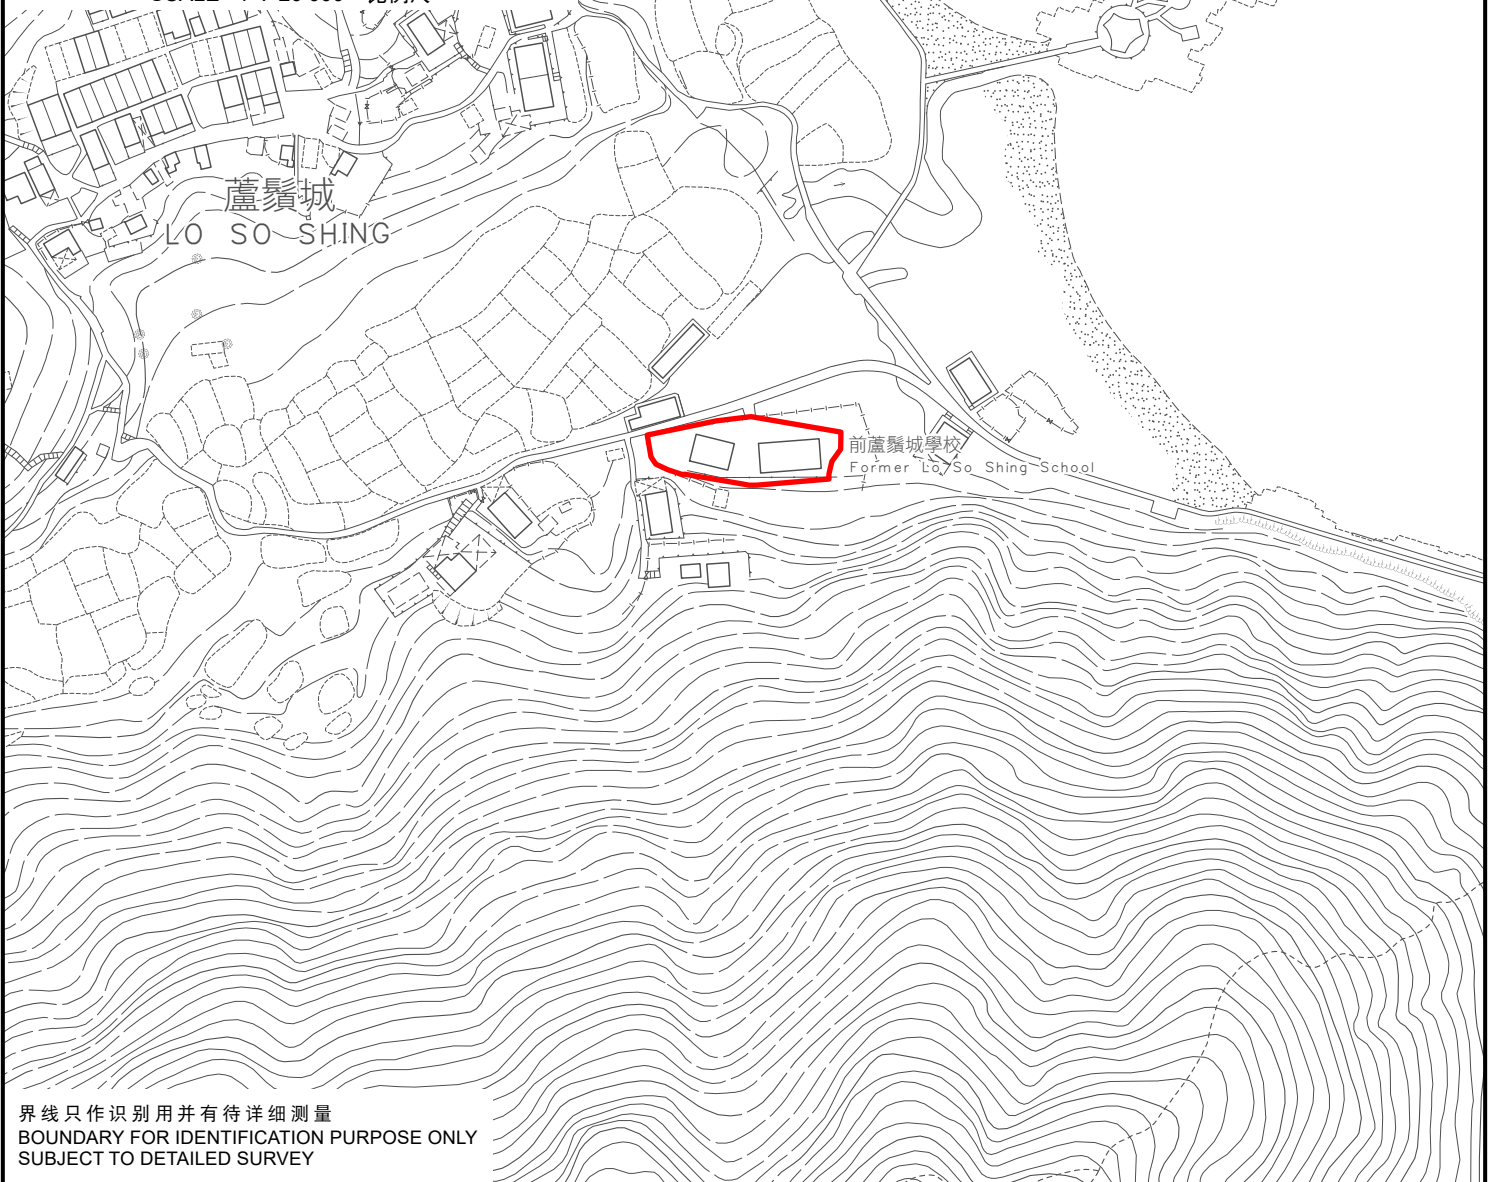 蘆鬚城
LO SO SHING
前蘆鬚城學校
Former Lo So Shing School
界线只作识别用并有待详细测量
BOUNDARY FOR IDENTIFICATION PURPOSE ONLY
SUBJECT TO DETAILED SURVEY